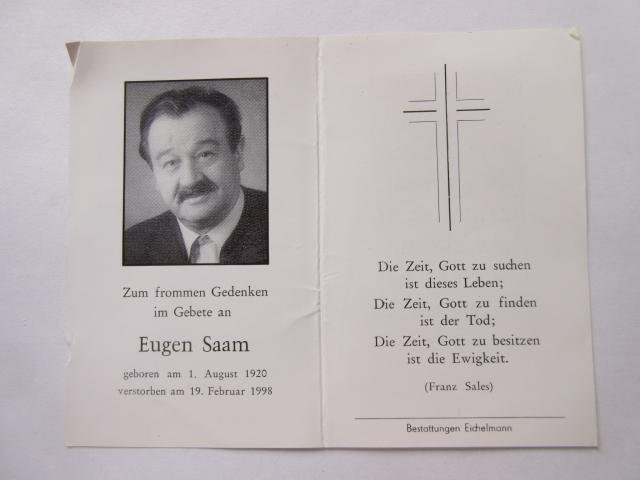 Zum frommen Gedenken
im Gebete an
Eugen Saam
geboren am 1. August 1920
verstorben am 19. Februar 1998
Die Zeit, Gott zu suchen
ist dieses Leben;
Die Zeit, Gott zu finden
ist der Tod;
Die Zeit, Gott zu besitzen
ist die Ewigkeit.
(Franz Sales)
Bestattungen Eichelmann